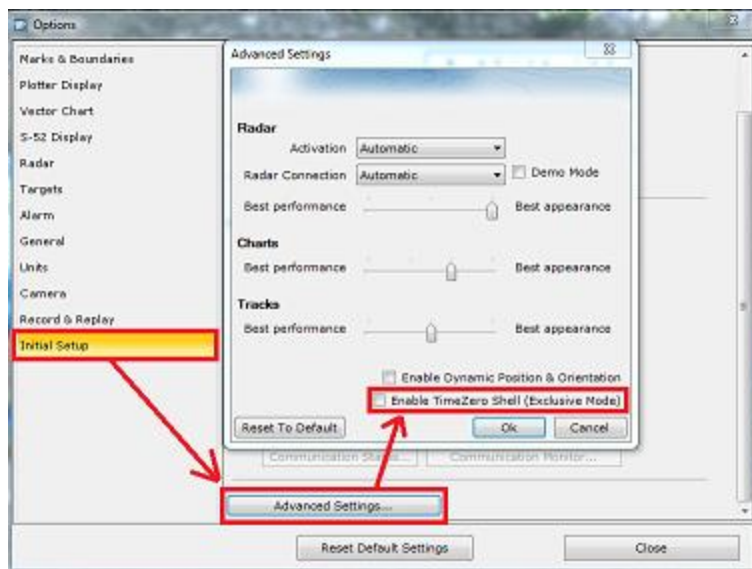 Options
Marks & Boundaries
Plotter Display
Vector Chart
S-52 Display
Radar
Targets
Alarm
General
Units
Camera
Record & Replay
Initial Setup
Advanced Settings
Radar
Activation Automatic
Radar Connection Automatic Demo Mode
Best performance Best appearance
Charts
Best performance Best appearance
Tracks
Best performance Best appearance
Enable Dynamic Position & Orientation
Enable TimeZero Shell (Exclusive Mode)
Reset To Default Ok Cancel
Communication Communication Monitor...
Advanced Settings...
Reset Default Settings Close